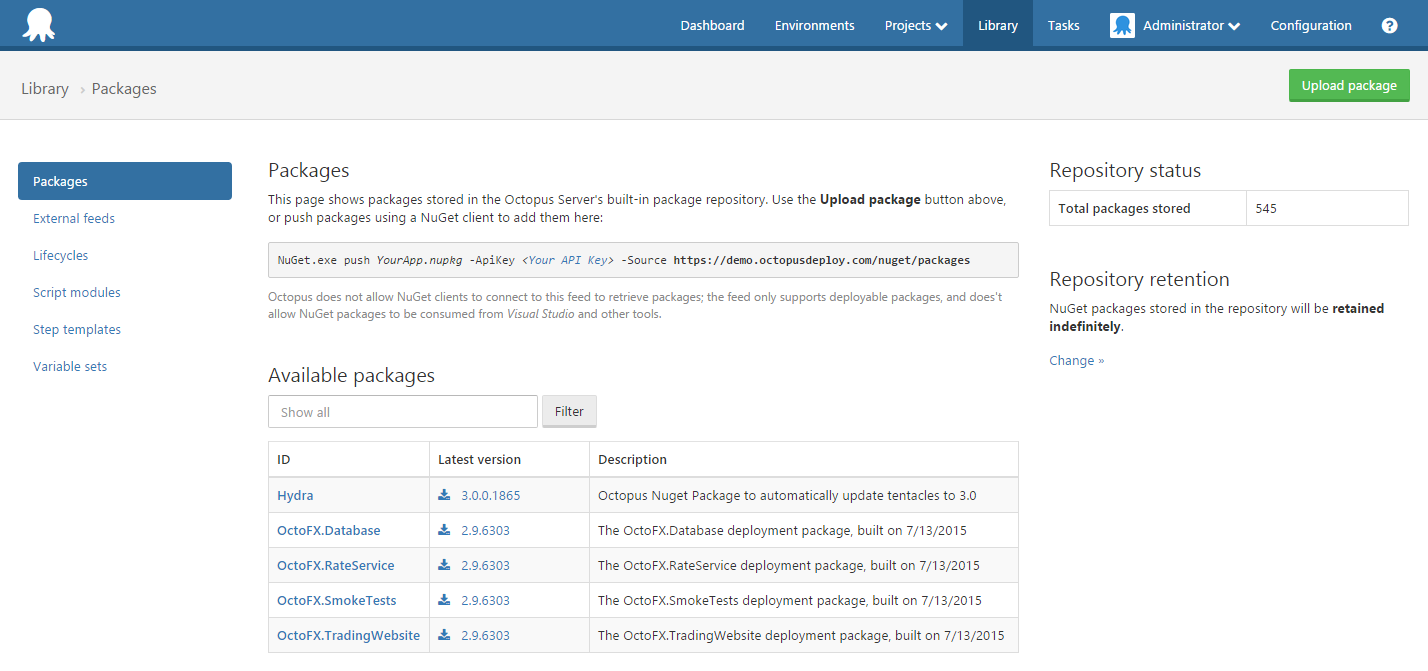 Dashboard Environments Projects Library Tasks Administrator Configuration ?
Library › Packages
Upload package
Packages
External feeds
Lifecycles
Script modules
Step templates
Variable sets
Packages
This page shows packages stored in the Octopus Server's built-in package repository. Use the Upload package button above,
or push packages using a NuGet client to add them here:
NuGet.exe push YourApp.nupkg -ApiKey <Your API Key> -Source https://demo.octopusdeploy.com/nuget/packages
Octopus does not allow NuGet clients to connect to this feed to retrieve packages; the feed only supports deployable packages, and does't
allow NuGet packages to be consumed from Visual Studio and other tools.
Available packages
Show all Filter
ID Latest version Description
Hydra 3.0.0.1865 Octopus Nuget Package to automatically update tentacles to 3.0
OctoFX.Database 2.9.6303 The OctoFX.Database deployment package, built on 7/13/2015
OctoFX.RateService 2.9.6303 The OctoFX.RateService deployment package, built on 7/13/2015
OctoFX.SmokeTests 2.9.6303 The OctoFX.SmokeTests deployment package, built on 7/13/2015
OctoFX.TradingWebsite 2.9.6303 The OctoFX.TradingWebsite deployment package, built on 7/13/2015
Repository status
Total packages stored 545
Repository retention
NuGet packages stored in the repository will be retained
indefinitely.
Change »